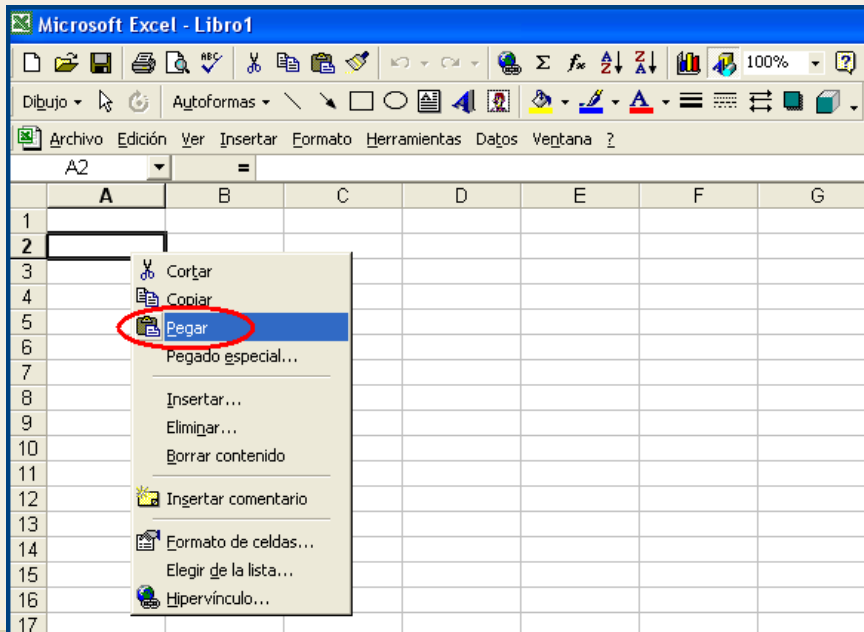 Microsoft Excel - Libro1
ABC Σ fx A Z Z A 100% ?
Dibujo Autoformas A A
Archivo Edición Ver Insertar Formato Herramientas Datos Ventana ?
A2 =
A B C D E F G
1
2
3 Cortar
4 Copiar
5 Pegar
6 Pegado especial...
7
8 Insertar...
9 Eliminar...
10 Borrar contenido
11
12 Insertar comentario
13
14 Formato de celdas...
15 Elegir de la lista...
16 Hipervínculo...
17